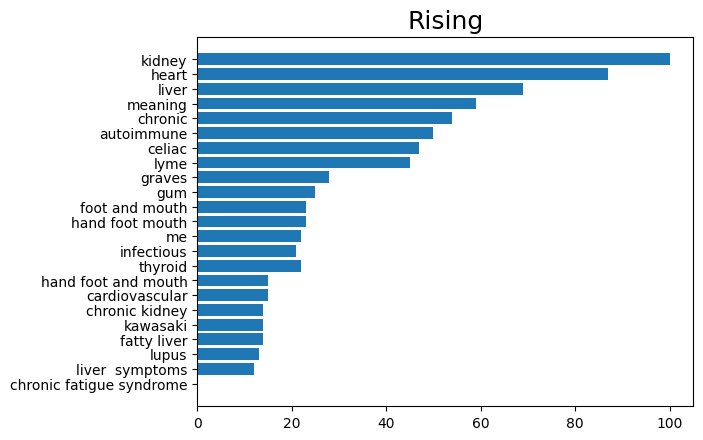 Rising
kidney
heart
liver
meaning
chronic
autoimmune
celiac
lyme
graves
gum
foot and mouth
hand foot mouth
me
infectious
thyroid
hand foot and mouth
cardiovascular
chronic kidney
kawasaki
fatty liver
lupus
liver  symptoms
chronic fatigue syndrome
0 20 40 60 80 100